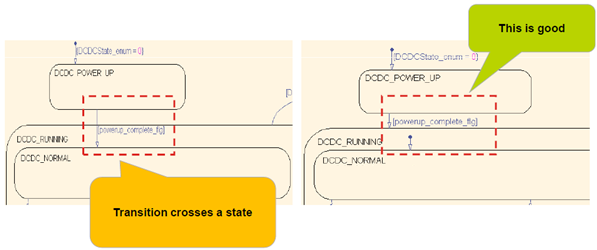 [DCDCState_enum = 0]
DCDC_POWER_UP
[powerup_complete_flg]
DCDC_RUNNING
DCDC_NORMAL
Transition crosses a state
This is good
[DCDCState_enum = 0]
DCDC_POWER_UP
[powerup_complete_flg]
DCDC_RUNNING
DCDC_NORMAL